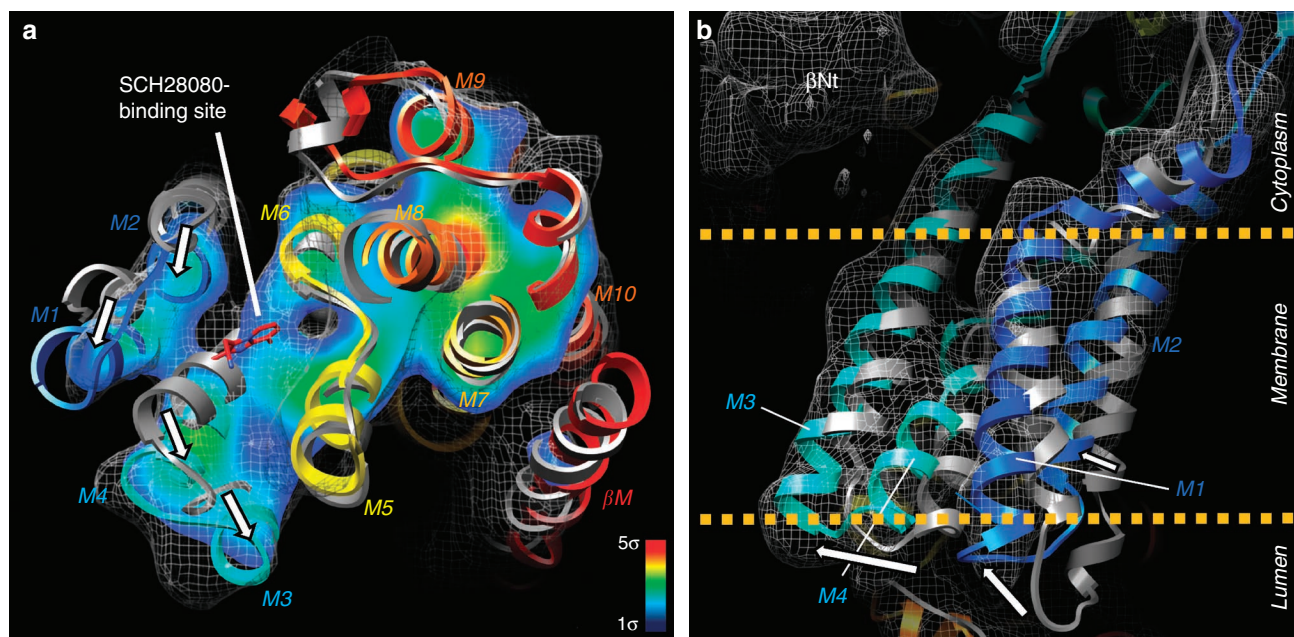 a
SCH28080-
binding site
M9
M2
M6
M8
M1
M10
M7
M4
M5
βM
M3
5σ
1σ
b
βNt
Cytoplasm
M2
Membrane
M3
M1
M4
Lumen